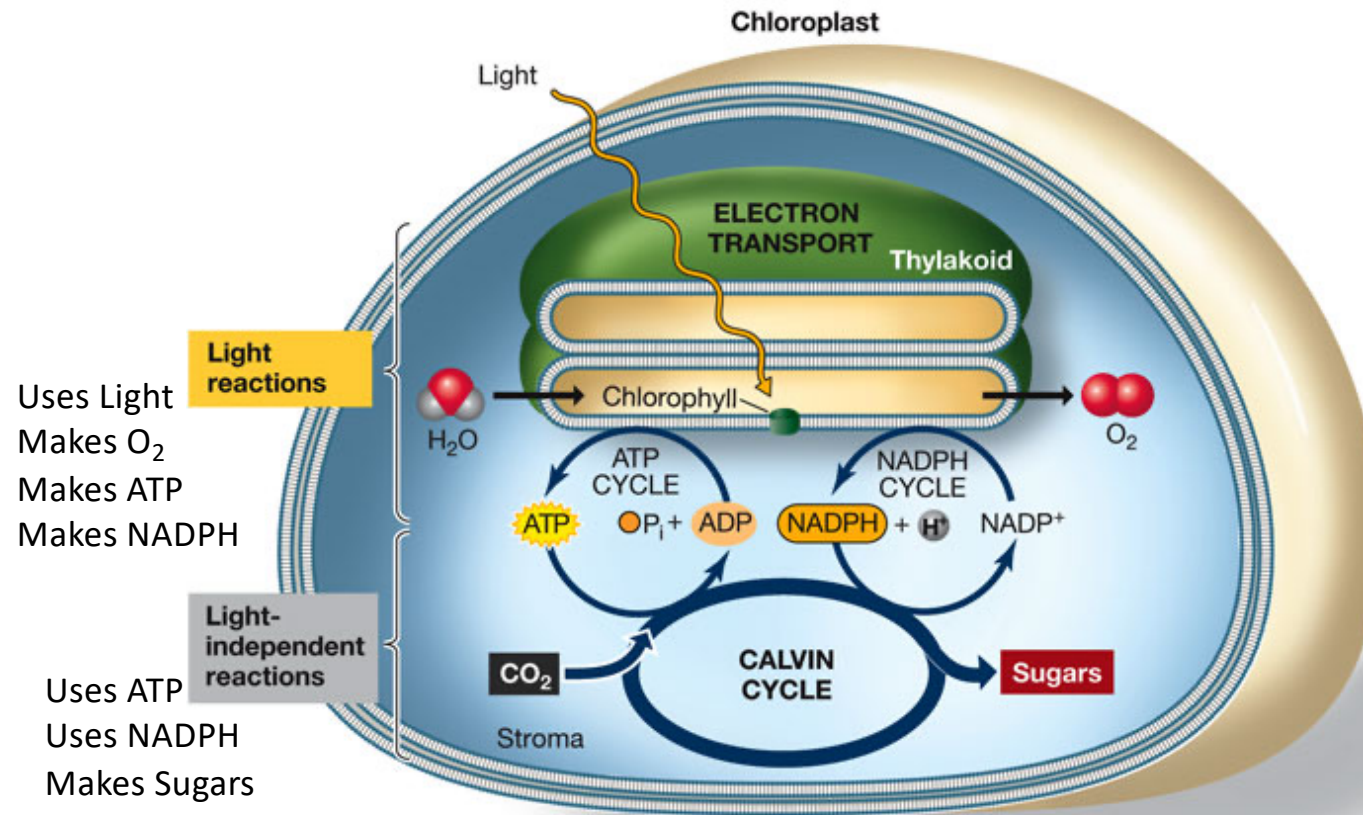 Chloroplast
Light
ELECTRON
TRANSPORT
Thylakoid
Light
reactions
Uses Light
Makes O₂
Makes ATP
Makes NADPH
H₂O
Chlorophyll
O₂
ATP
CYCLE
NADPH
CYCLE
ATP
Pᵢ + ADP
NADPH + H⁺
NADP⁺
Light-
independent
reactions
Uses ATP
Uses NADPH
Makes Sugars
CO₂
CALVIN
CYCLE
Sugars
Stroma